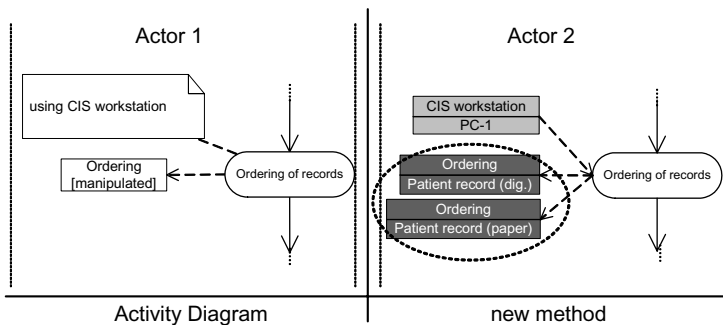 Actor 1
using CIS workstation
Ordering
[manipulated]
Ordering of records
Activity Diagram
Actor 2
CIS workstation
PC-1
Ordering
Patient record (dig.)
Ordering
Patient record (paper)
Ordering of records
new method